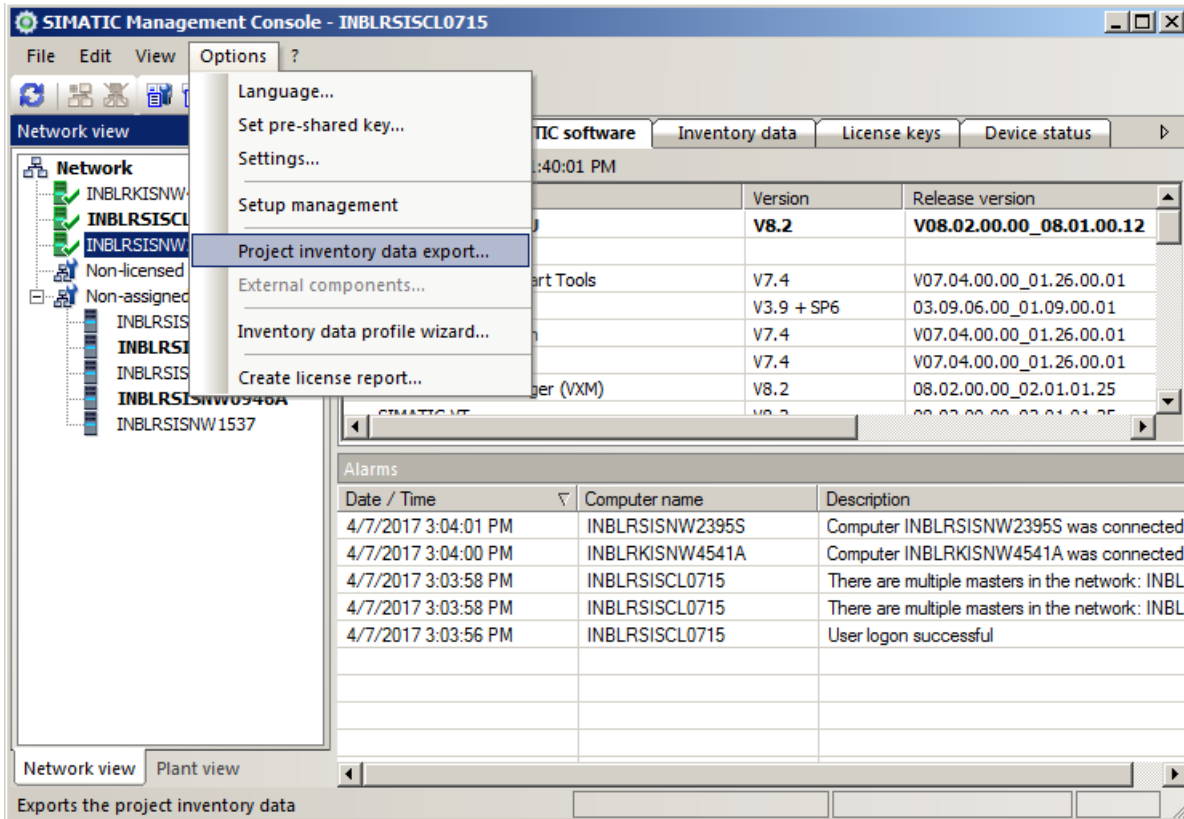 SIMATIC Management Console - INBLRSISCL0715
File Edit View Options ?
Language...
Set pre-shared key...
Settings...
Setup management
Project inventory data export...
External components...
Inventory data profile wizard...
Create license report...
Network view
Network
INBLRKISNW
INBLRSISCL
INBLRSISNW
Non-licensed
Non-assigned
INBLRSIS
INBLRSI
INBLRSIS
INBLRSISNW0946A
INBLRSISNW1537
Network view Plant view
TIC software Inventory data License keys Device status
:40:01 PM
Version Release version
V8.2 V08.02.00.00_08.01.00.12
art Tools V7.4 V07.04.00.00_01.26.00.01
V3.9 + SP6 03.09.06.00_01.09.00.01
V7.4 V07.04.00.00_01.26.00.01
V7.4 V07.04.00.00_01.26.00.01
ger (VXM) V8.2 08.02.00.00_02.01.01.25
Alarms
Date / Time Computer name Description
4/7/2017 3:04:01 PM INBLRSISNW2395S Computer INBLRSISNW2395S was connected
4/7/2017 3:04:00 PM INBLRKISNW4541A Computer INBLRKISNW4541A was connected
4/7/2017 3:03:58 PM INBLRSISCL0715 There are multiple masters in the network: INBL
4/7/2017 3:03:58 PM INBLRSISCL0715 There are multiple masters in the network: INBL
4/7/2017 3:03:56 PM INBLRSISCL0715 User logon successful
Exports the project inventory data